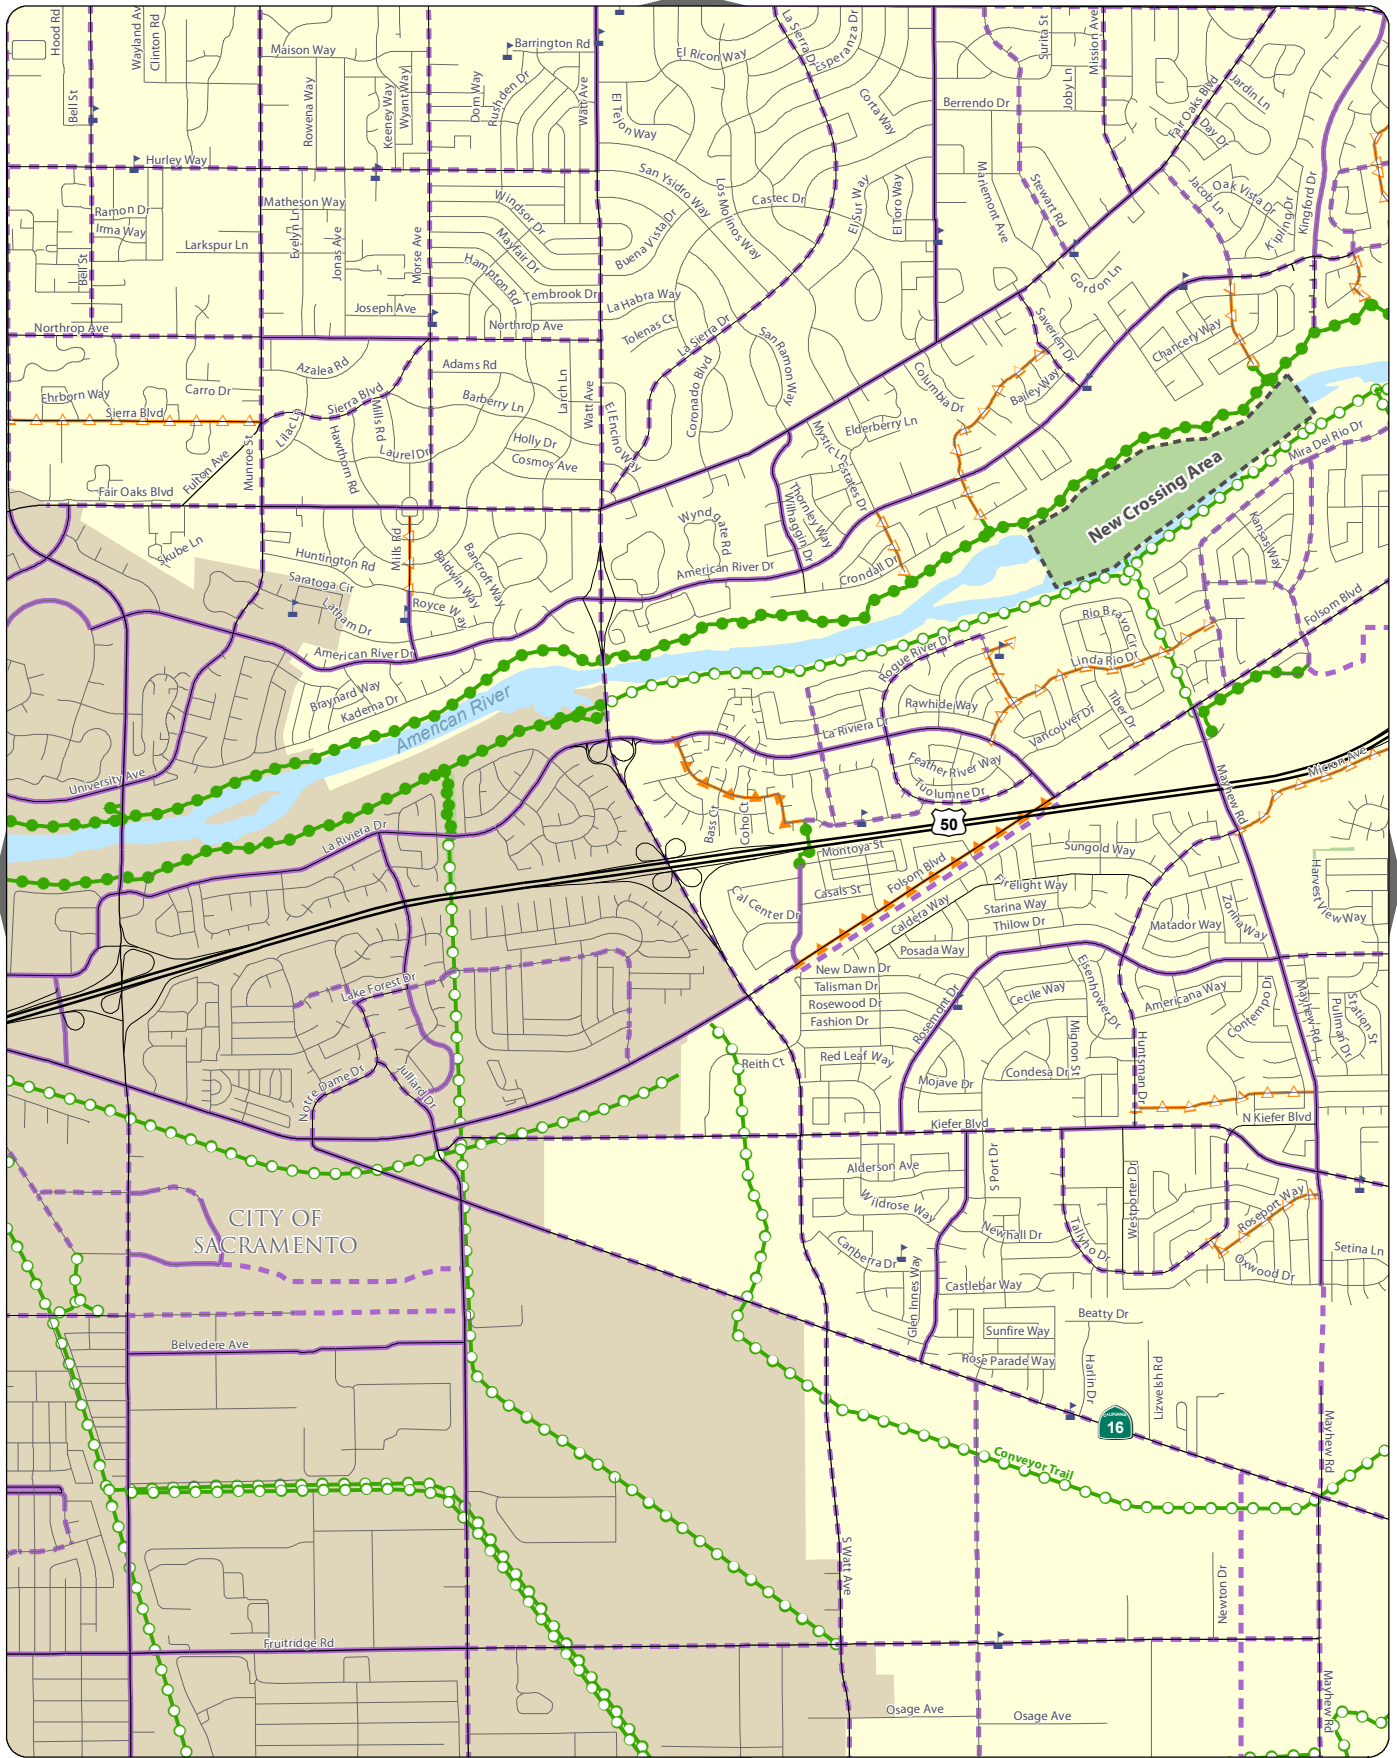 Hood Rd
Wayland Av
Clinton Rd
Maison Way
Barrington Rd
El Ricon Way
La Sierra Dr
Esperanza Dr
Surita St
Mission Ave
Bell St
Rowena Way
Keeney Way
Wyant Way
Dom Way
Rushden Dr
Watt Ave
El Tejon Way
Corta Way
Berrendo Dr
Joby Ln
Fair Oaks Blvd
Jardin Ln
Day Dr
Hurley Way
Ramon Dr
Irma Way
Matheson Way
Larkspur Ln
Evelyn Ln
Jonas Ave
Morse Ave
Windsor Dr
Mayfair Dr
Hampton Rd
San Ysidro Way
Los Molinos Way
Castec Dr
Buena Vista Dr
El Sur Way
El Toro Way
Mariemont Ave
Stewart Rd
Jacob Ln
Oak Vista Dr
Kipling Dr
Kingford Dr
Gordon Ln
Bell St
Joseph Ave
Tembrook Dr
La Habra Way
Northrop Ave
Northrop Ave
Tolenas Ct
La Sierra Dr
San Ramon Way
Saverien Dr
Chancery Way
Azalea Rd
Adams Rd
Carro Dr
Ehrborn Way
Sierra Blvd
Sierra Blvd
Lilac Ln
Mills Rd
Hawthorn Rd
Barberry Ln
Larch Ln
Watt Ave
El Encino Way
Coronado Blvd
Columbia Dr
Bailey Way
Elderberry Ln
Mystic Ln
Estates Dr
Holly Dr
Cosmos Ave
Laurel Dr
Munroe St
Fulton Ave
Fair Oaks Blvd
Mira Del Rio Dr
New Crossing Area
Kansas Way
Wyndgate Rd
Thornley Way
Wilhaggin Dr
Skube Ln
Huntington Rd
Saratoga Cir
Mills Rd
Baldwin Way
Bancroft Way
American River Dr
Crondall Dr
Latham Dr
Royce Way
American River Dr
Rio Bravo Cir
Folsom Blvd
Rogue River Dr
Linda Rio Dr
Braynard Way
Kadema Dr
American River
Rawhide Way
Tiber Dr
Vancouver Dr
La Riviera Dr
Feather River Way
Tuolumne Dr
University Ave
Micron Ave
Mayhew Rd
50
La Riviera Dr
Bass Ct
Coho Ct
Montoya St
Folsom Blvd
Sungold Way
Casals St
Firelight Way
Cal Center Dr
Caldera Way
Starina Way
Thilow Dr
Matador Way
Zorina Way
Harvest View Way
Posada Way
New Dawn Dr
Talisman Dr
Rosewood Dr
Fashion Dr
Lake Forest Dr
Rosemont Dr
Cecile Way
Eisenhower Dr
Americana Way
Contempo Dr
Mayhew Rd
Pullman Dr
Station St
Reith Ct
Red Leaf Way
Mignon St
Huntsman Dr
Notre Dame Dr
Julliard Dr
Mojave Dr
Condesa Dr
Kiefer Blvd
N Kiefer Blvd
Alderson Ave
S Port Dr
Westporter Dr
Wildrose Way
Roseport Way
CITY OF
SACRAMENTO
Canberra Dr
Newhall Dr
Tallyho Dr
Setina Ln
Oxwood Dr
Castlebar Way
Glen Innes Way
Beatty Dr
Sunfire Way
Belvedere Ave
Rose Parade Way
Harlin Dr
Lizwelsh Rd
CALIFORNIA
16
Mayhew Rd
Conveyor Trail
S Watt Ave
Newton Dr
Fruitridge Rd
Mayhew Rd
Osage Ave
Osage Ave